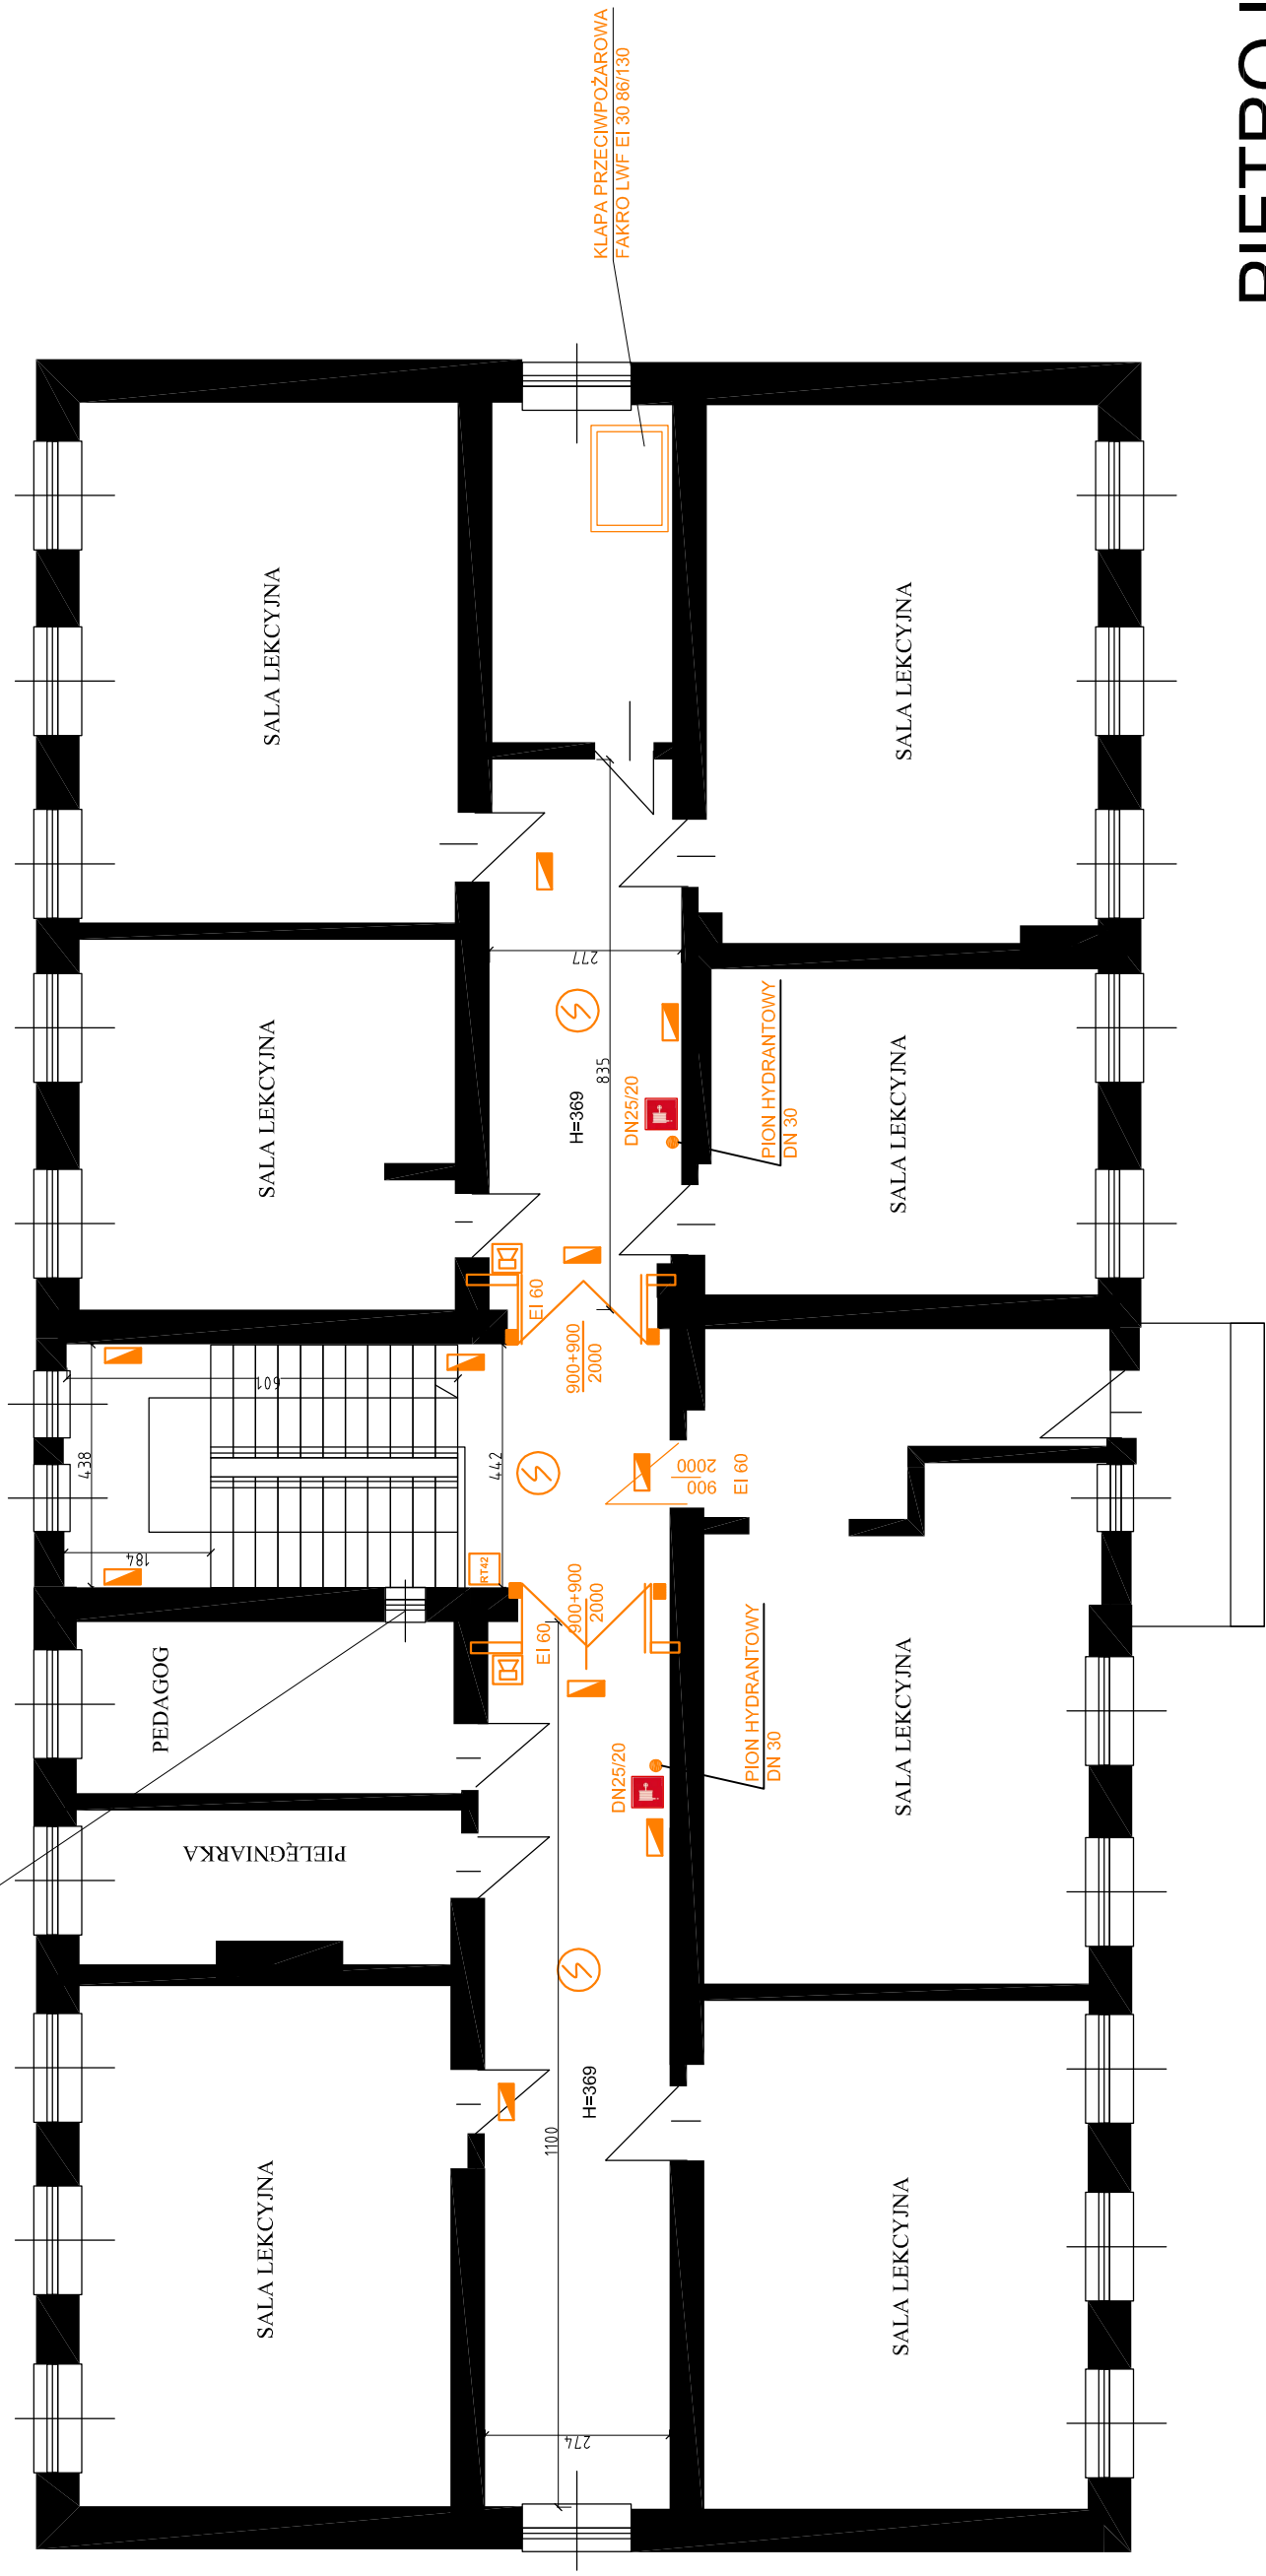 KLAPA PRZECIWPOŻAROWA
FAKRO LWF EI 30 86/130
SALA LEKCYJNA
SALA LEKCYJNA
277
835
SALA LEKCYJNA
H=369
DN25/20
PION HYDRANTOWY
DN 30
SALA LEKCYJNA
EI 60
900+900
2000
601
438
442
184
900
2000
EI 60
RT42
900+900
2000
EI 60
PEDAGOG
PIELĘGNIARKA
DN25/20
PION HYDRANTOWY
DN 30
SALA LEKCYJNA
H=369
1100
SALA LEKCYJNA
SALA LEKCYJNA
274